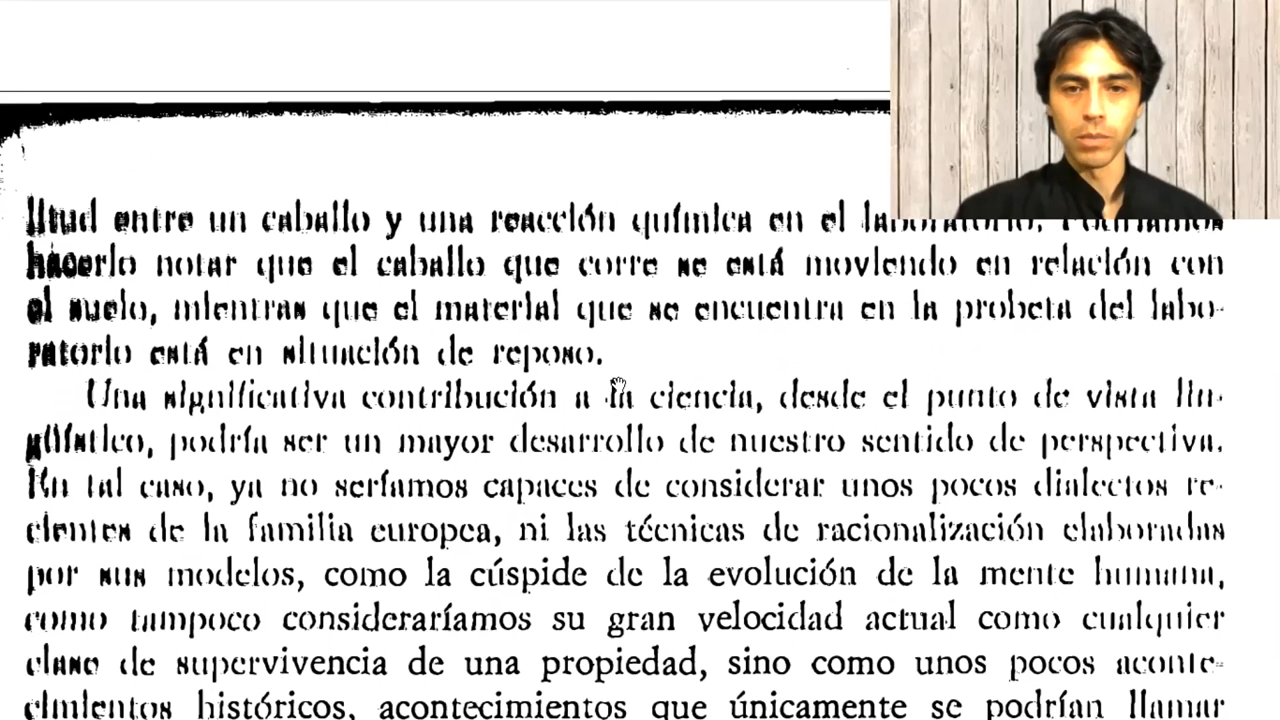 litud entre un caballo y una reacción química en el laboratorio. Podríamos
hacerlo notar que el caballo que corre se está moviendo en relación con
el suelo, mientras que el material que se encuentra en la probeta del labo-
ratorio está en situación de reposo.
Una significativa contribución a la ciencia, desde el punto de vista lin-
güístico, podría ser un mayor desarrollo de nuestro sentido de perspectiva.
En tal caso, ya no seríamos capaces de considerar unos pocos dialectos re-
cientes de la familia europea, ni las técnicas de racionalización elaboradas
por sus modelos, como la cúspide de la evolución de la mente humana,
como tampoco consideraríamos su gran velocidad actual como cualquier
clase de supervivencia de una propiedad, sino como unos pocos aconte-
cimientos históricos, acontecimientos que únicamente se podrían llamar